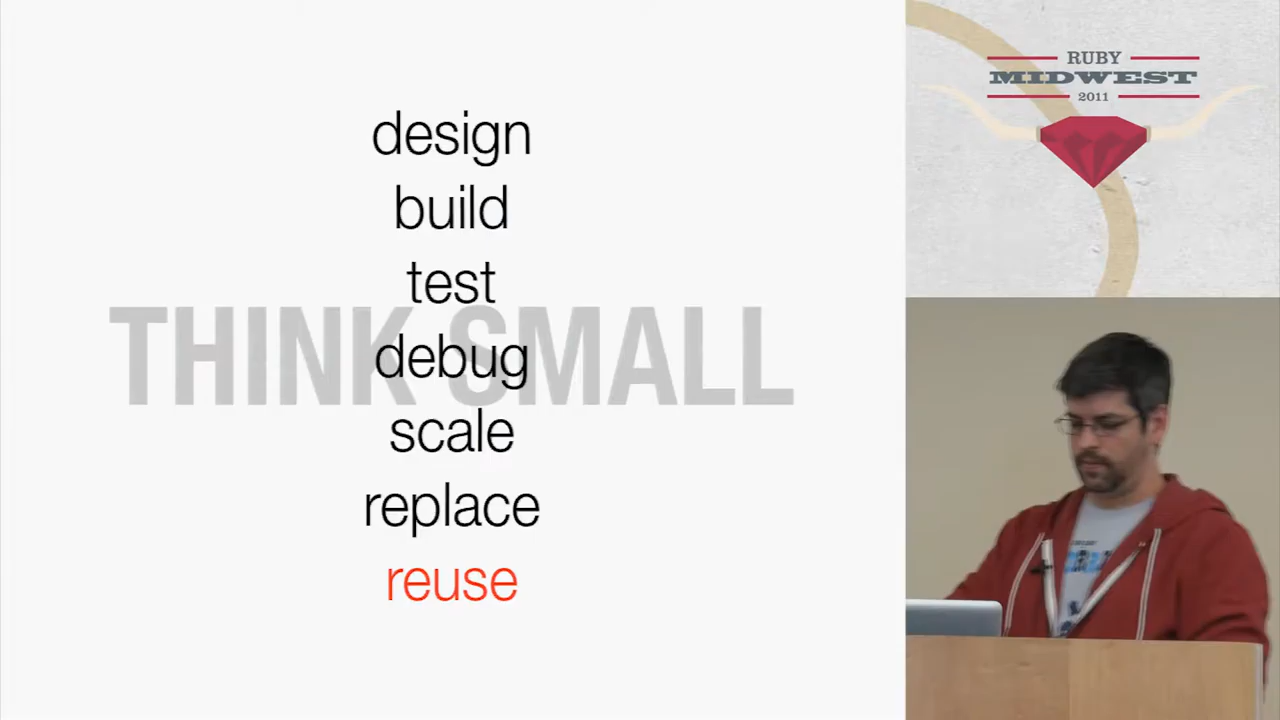 design
build
test
THINK SMALL
debug
scale
replace
reuse
RUBY
MIDWEST
2011